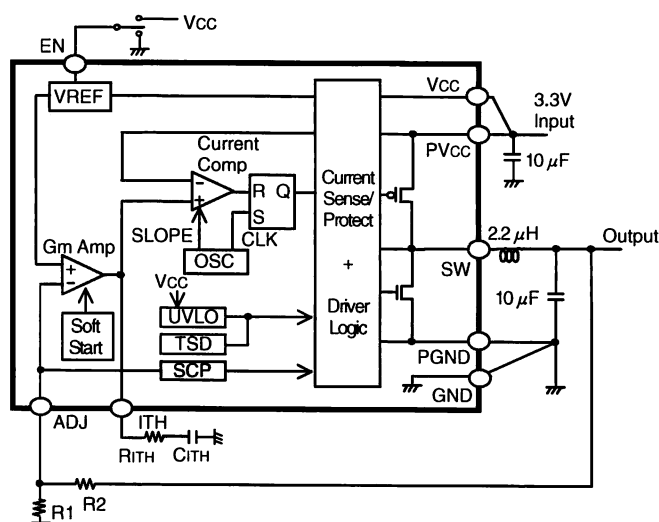 VCC
EN
VREF
VCC
3.3V
Input
Current
Comp
PVCC
10 µF
-
+
R Q
S
Current
Sense/
Protect
+
Driver
Logic
SLOPE
CLK
OSC
2.2 µH
Output
SW
Gm Amp
+
-
VCC
UVLO
10 µF
Soft
Start
TSD
PGND
SCP
GND
ADJ
ITH
RITH
CITH
R2
R1